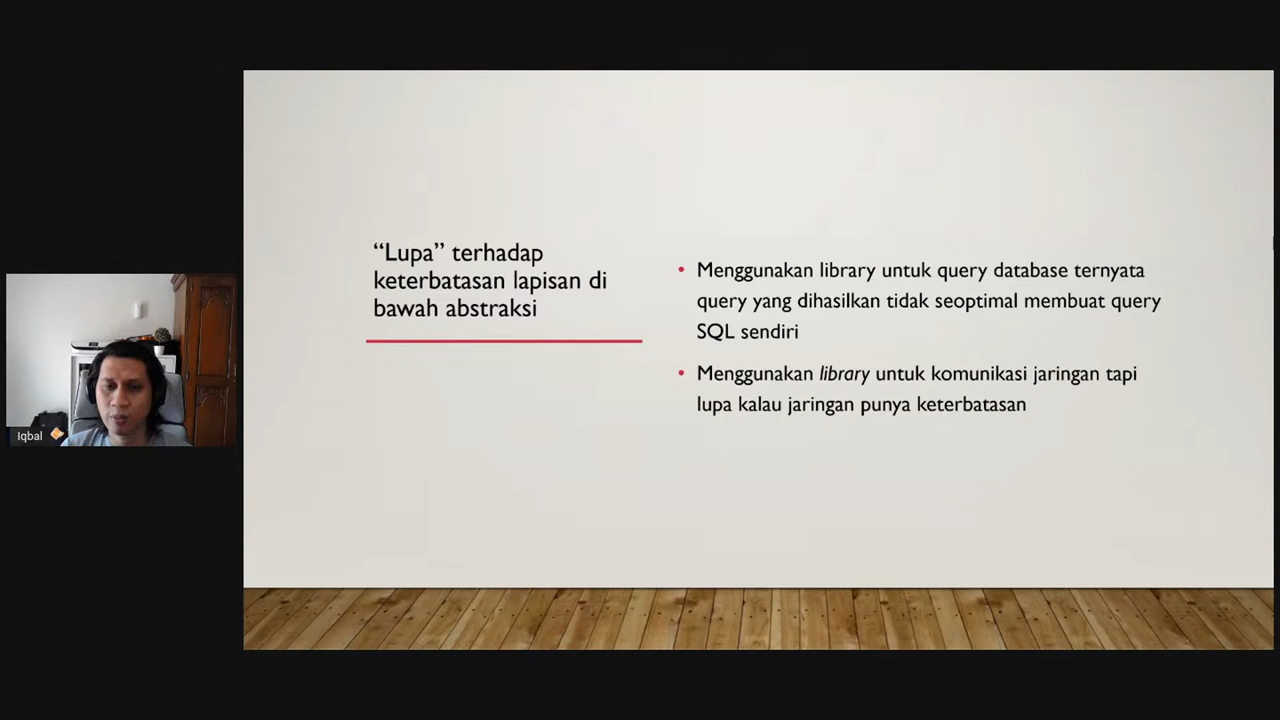 “Lupa” terhadap
keterbatasan lapisan di
bawah abstraksi
• Menggunakan library untuk query database ternyata
query yang dihasilkan tidak seoptimal membuat query
SQL sendiri
• Menggunakan library untuk komunikasi jaringan tapi
lupa kalau jaringan punya keterbatasan
Iqbal